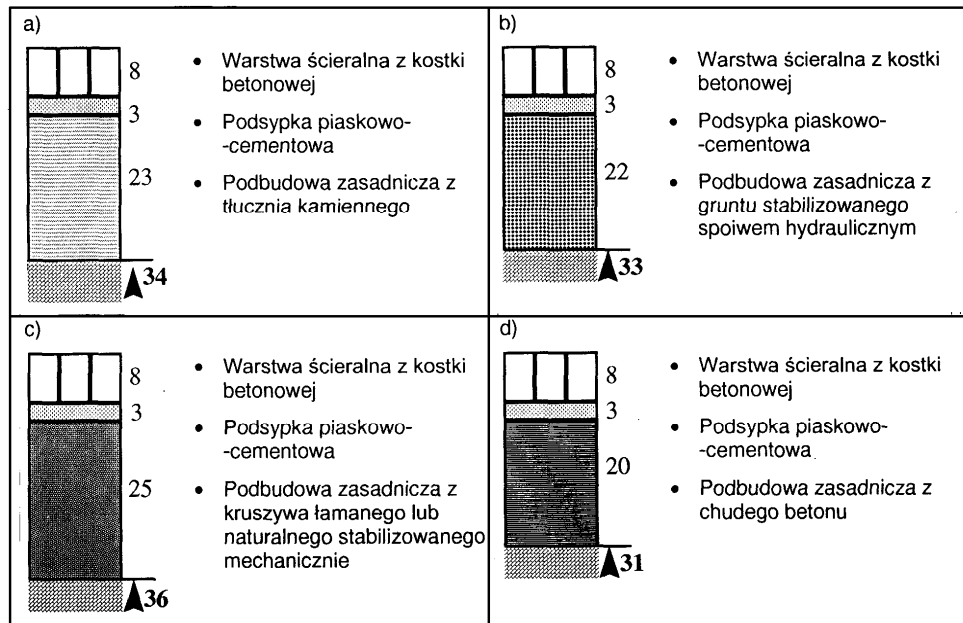 a)
8
3
23
34
• Warstwa ścieralna z kostki
betonowej
• Podsypka piaskowo-
-cementowa
• Podbudowa zasadnicza z
tłucznia kamiennego
b)
8
3
22
33
• Warstwa ścieralna z kostki
betonowej
• Podsypka piaskowo-
-cementowa
• Podbudowa zasadnicza z
gruntu stabilizowanego
spoiwem hydraulicznym
c)
8
3
25
36
• Warstwa ścieralna z kostki
betonowej
• Podsypka piaskowo-
-cementowa
• Podbudowa zasadnicza z
kruszywa łamanego lub
naturalnego stabilizowanego
mechanicznie
d)
8
3
20
31
• Warstwa ścieralna z kostki
betonowej
• Podsypka piaskowo-
-cementowa
• Podbudowa zasadnicza z
chudego betonu